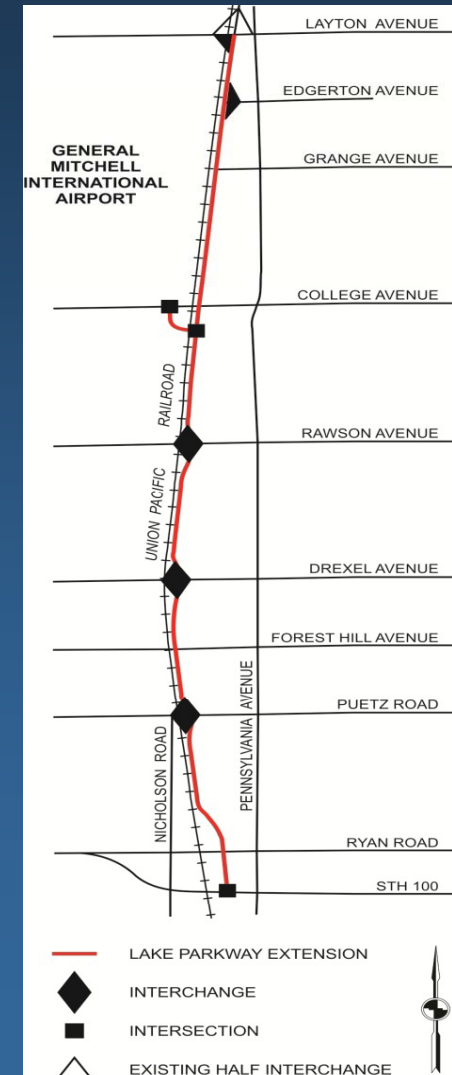 LAYTON AVENUE
EDGERTON AVENUE
GENERAL
MITCHELL
INTERNATIONAL
AIRPORT
GRANGE AVENUE
COLLEGE AVENUE
RAILROAD
RAWSON AVENUE
UNION PACIFIC
DREXEL AVENUE
FOREST HILL AVENUE
PENNSYLVANIA AVENUE
PUETZ ROAD
NICHOLSON ROAD
RYAN ROAD
STH 100
LAKE PARKWAY EXTENSION
INTERCHANGE
INTERSECTION
EXISTING HALF INTERCHANGE